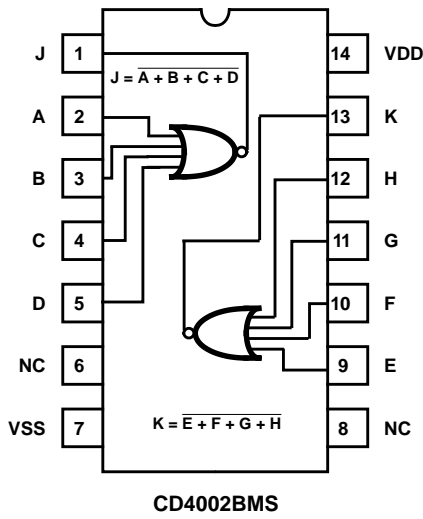 J 1 14 VDD
J = A + B + C + D
A 2 13 K
B 3 12 H
C 4 11 G
D 5 10 F
NC 6 9 E
VSS 7 8 NC
K = E + F + G + H
CD4002BMS